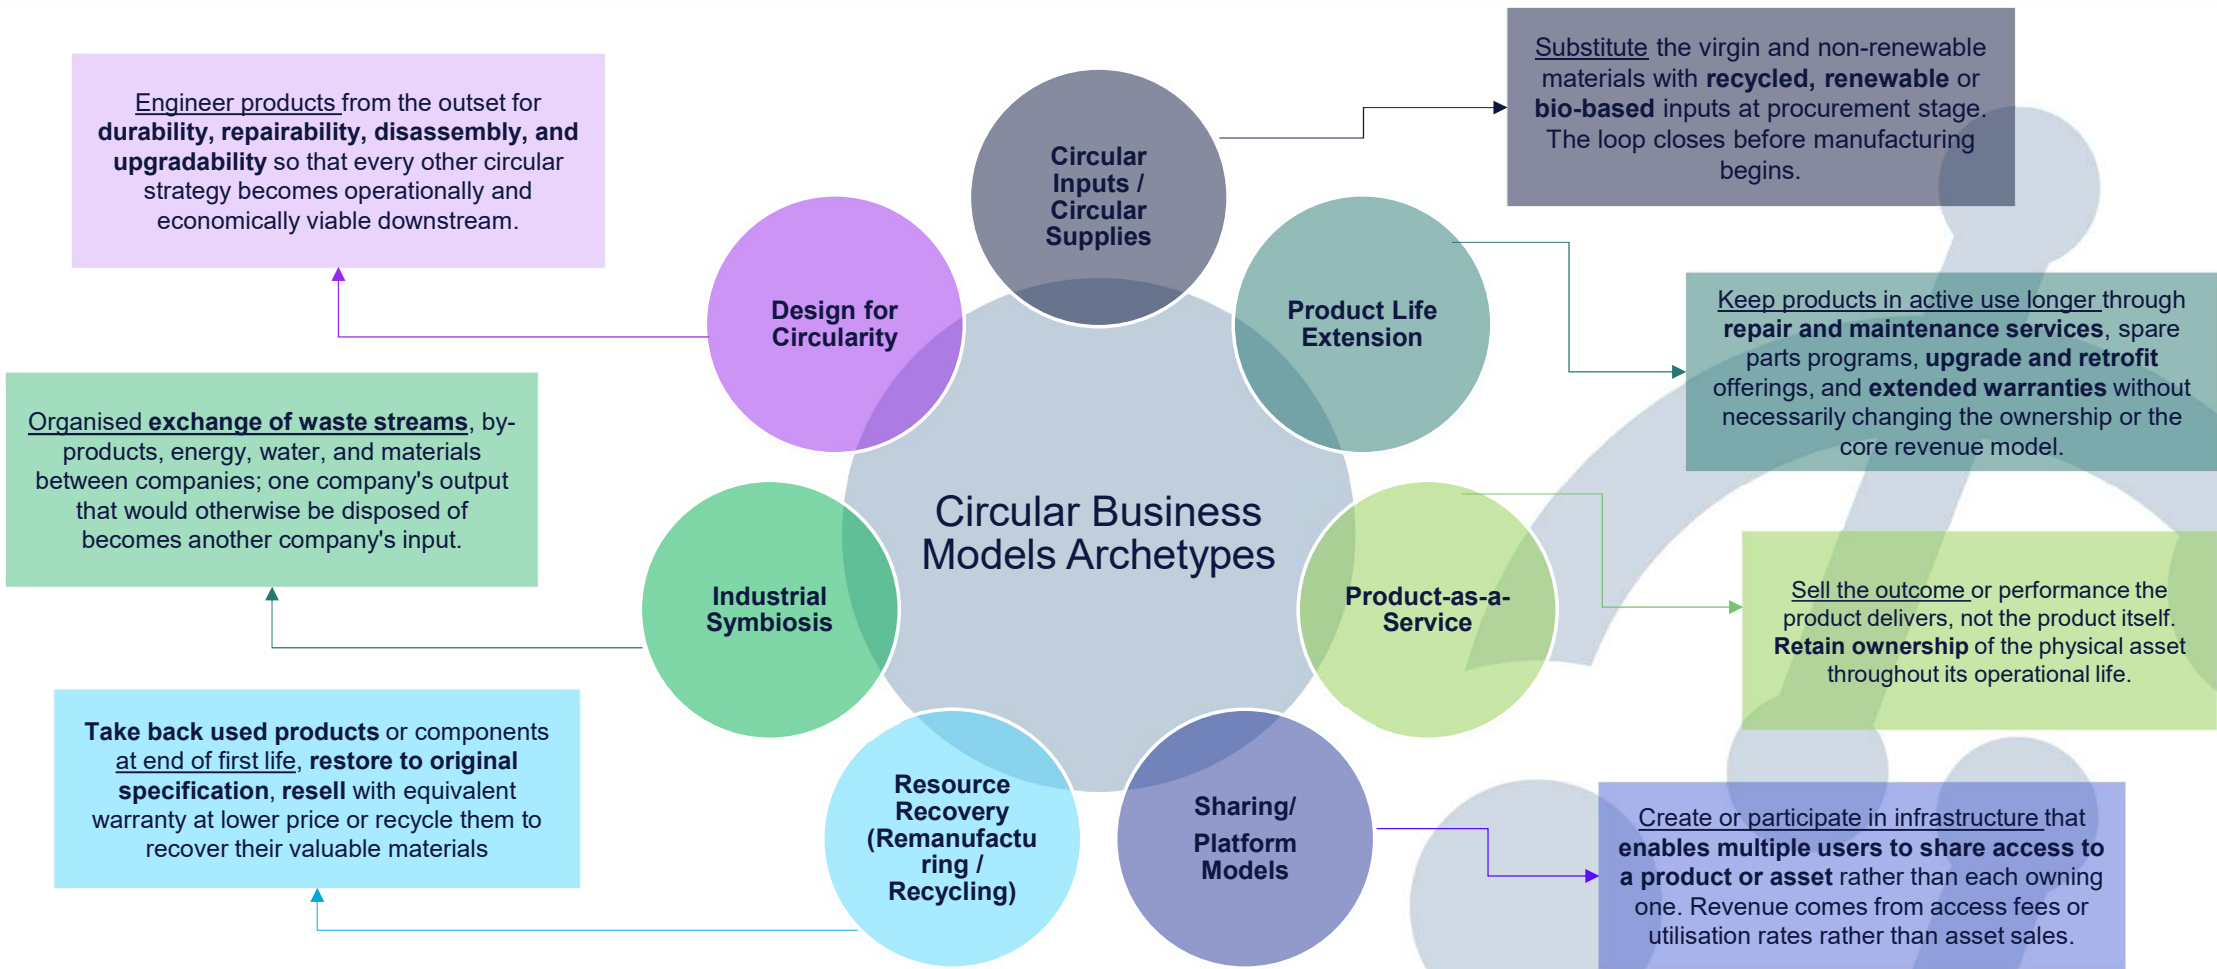 Engineer products from the outset for
durability, repairability, disassembly, and
upgradability so that every other circular
strategy becomes operationally and
economically viable downstream.
Organised exchange of waste streams, by-
products, energy, water, and materials
between companies; one company's output
that would otherwise be disposed of
becomes another company's input.
Take back used products or components
at end of first life, restore to original
specification, resell with equivalent
warranty at lower price or recycle them to
recover their valuable materials
Circular
Inputs /
Circular
Supplies
Design for
Circularity
Product Life
Extension
Circular Business
Models Archetypes
Industrial
Symbiosis
Product-as-a-
Service
Resource
Recovery
(Remanufactu
ring /
Recycling)
Sharing/
Platform
Models
Substitute the virgin and non-renewable
materials with recycled, renewable or
bio-based inputs at procurement stage.
The loop closes before manufacturing
begins.
Keep products in active use longer through
repair and maintenance services, spare
parts programs, upgrade and retrofit
offerings, and extended warranties without
necessarily changing the ownership or the
core revenue model.
Sell the outcome or performance the
product delivers, not the product itself.
Retain ownership of the physical asset
throughout its operational life.
Create or participate in infrastructure that
enables multiple users to share access to
a product or asset rather than each owning
one. Revenue comes from access fees or
utilisation rates rather than asset sales.